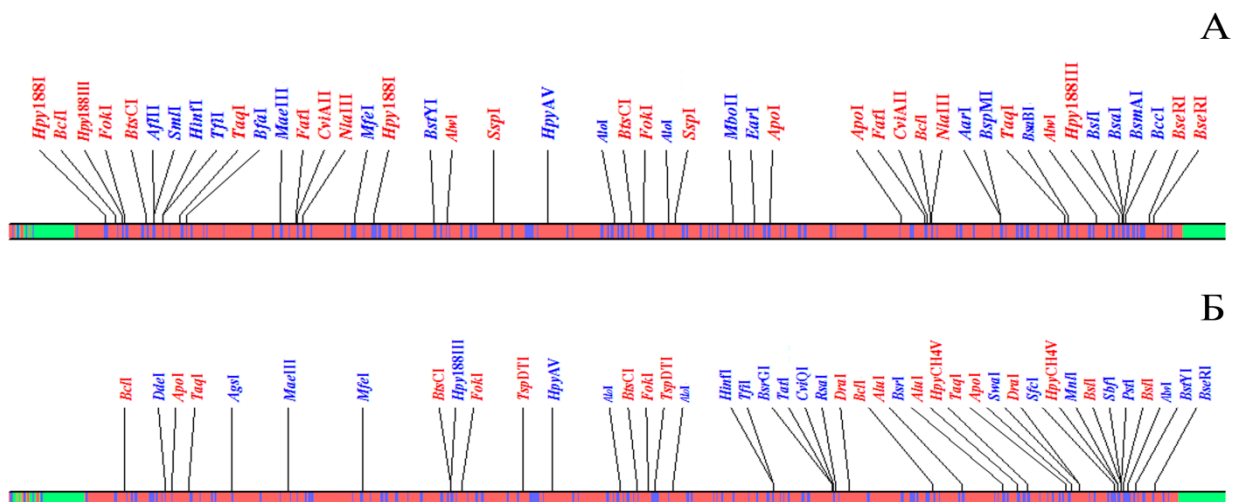 А
Hpy188I BclI Hpy188III FokI BtsCI AflII SmlI HinfI TfiI TaqI BfaI MaeIII FatI CviAII NlaIII MfeI Hpy188I BstYI AlwI SspI HpyAV AloI BtsCI FokI AloI SspI MboII EarI ApoI ApoI FatI CviAII BclI NlaIII AarI BspMI TaqI BsaBI AlwI Hpy188III BslI BsaI BsmAI BccI BseRI BseRI
Б
BclI DdeI ApoI TaqI AgsI MaeIII MfeI BtsCI Hpy188III FokI TspDTI HpyAV AloI BtsCI FokI TspDTI AloI HinfI TfiI BsrGI TatI CviQI RsaI DraI BclI AluI BsrI AluI HpyCH4V TaqI ApoI SwaI DraI SfcI HpyCH4V MnlI BslI SbfI PstI BslI AlwI BstYI BseRI